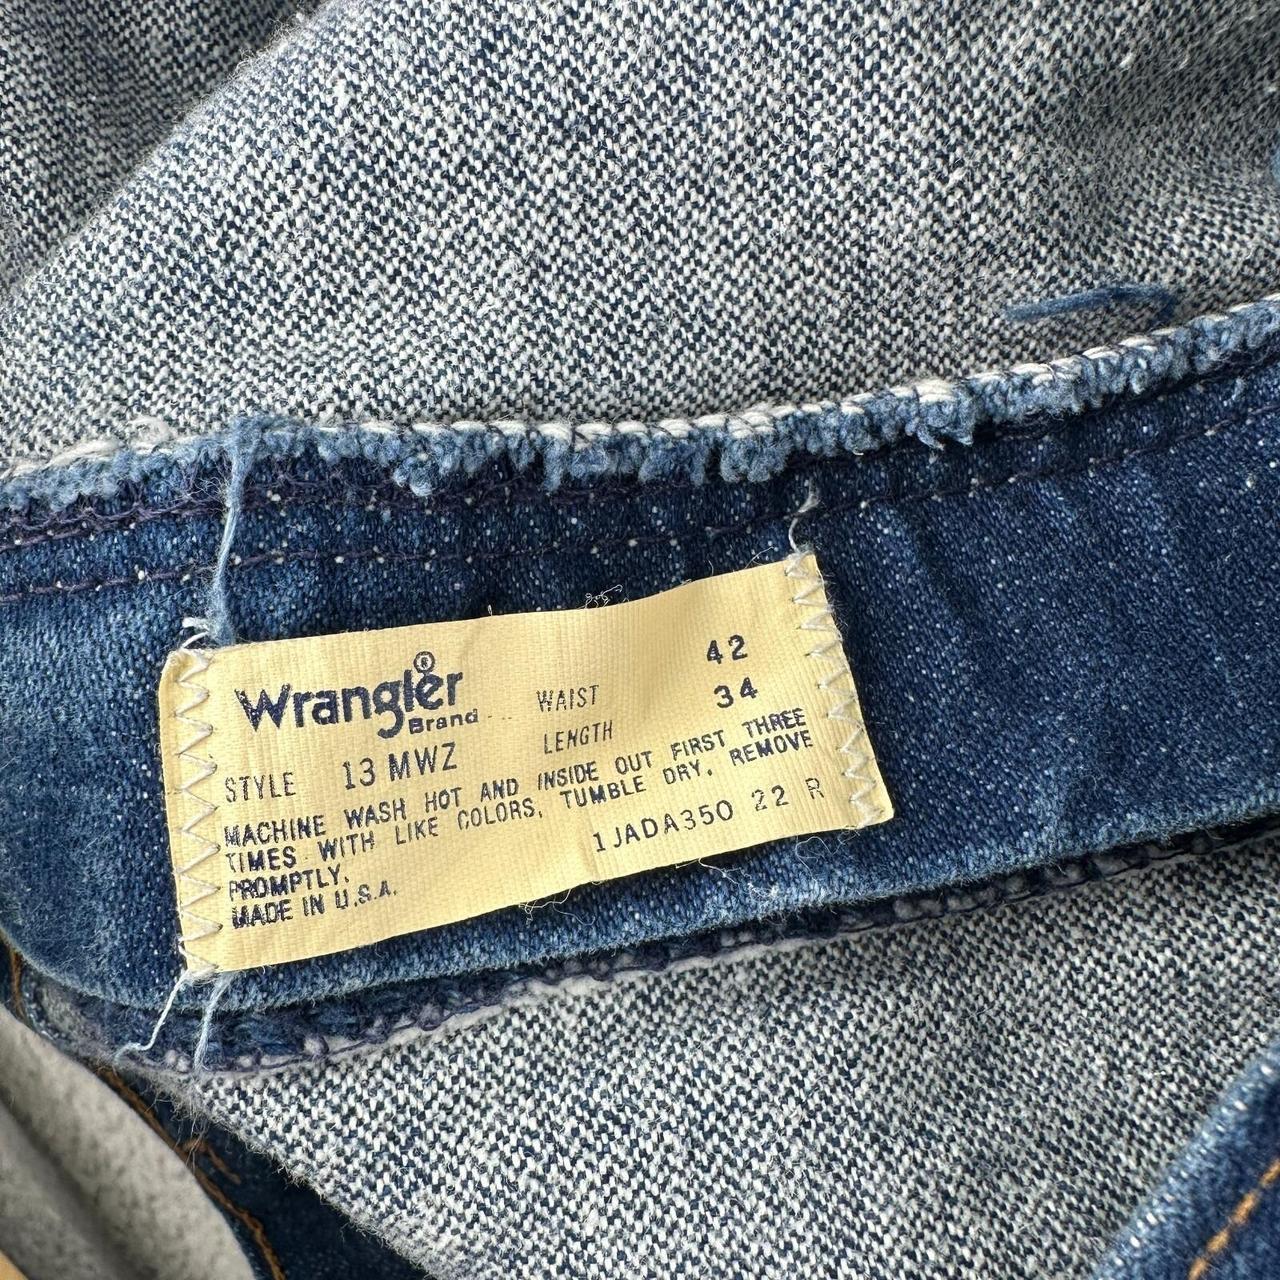 Wrangler®
Brand
WAIST 42
LENGTH 34
STYLE 13 MWZ
MACHINE WASH HOT AND INSIDE OUT FIRST THREE
TIMES WITH LIKE COLORS, TUMBLE DRY, REMOVE
PROMPTLY.
MADE IN U.S.A.
1JADA350 22 R